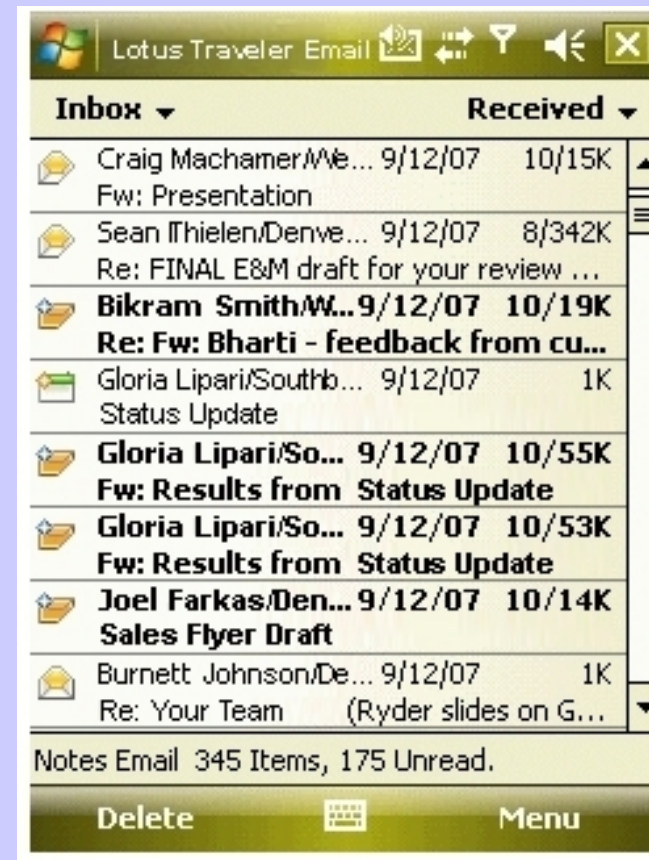 Lotus Traveler Email
Inbox Received
Craig Machamer/We... 9/12/07 10/15K
Fw: Presentation
Sean Thielen/Denve... 9/12/07 8/342K
Re: FINAL E&M draft for your review ...
Bikram Smith/W... 9/12/07 10/19K
Re: Fw: Bharti - feedback from cu...
Gloria Lipari/Southb... 9/12/07 1K
Status Update
Gloria Lipari/So... 9/12/07 10/55K
Fw: Results from Status Update
Gloria Lipari/So... 9/12/07 10/53K
Fw: Results from Status Update
Joel Farkas/Den... 9/12/07 10/14K
Sales Flyer Draft
Burnett Johnson/De... 9/12/07 1K
Re: Your Team (Ryder slides on G...
Notes Email 345 Items, 175 Unread.
Delete Menu